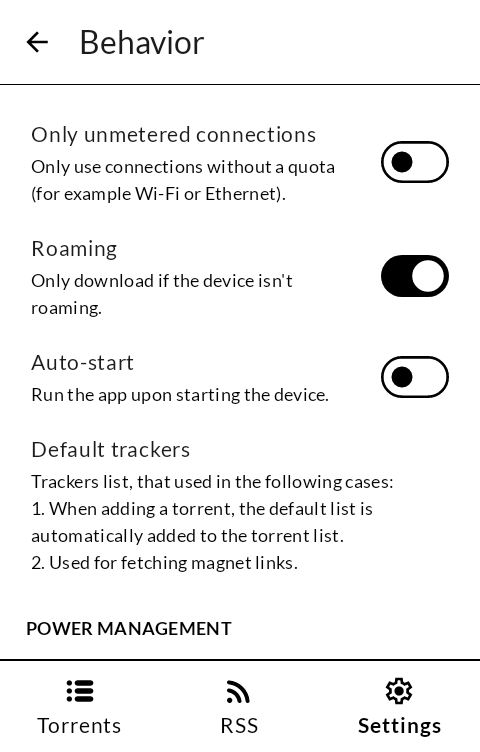 Behavior
Only unmetered connections
Only use connections without a quota
(for example Wi-Fi or Ethernet).
Roaming
Only download if the device isn't
roaming.
Auto-start
Run the app upon starting the device.
Default trackers
Trackers list, that used in the following cases:
1. When adding a torrent, the default list is
automatically added to the torrent list.
2. Used for fetching magnet links.
POWER MANAGEMENT
Torrents RSS Settings